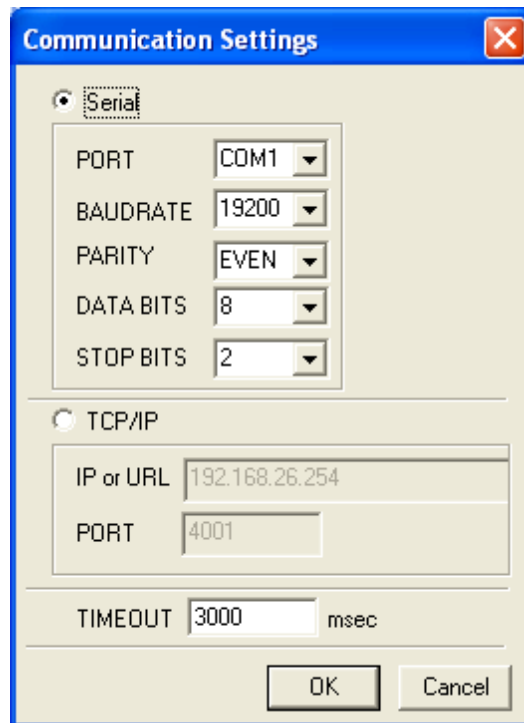 Communication Settings
Serial
PORT COM1
BAUDRATE 19200
PARITY EVEN
DATA BITS 8
STOP BITS 2
TCP/IP
IP or URL 192.168.26.254
PORT 4001
TIMEOUT 3000 msec
OK Cancel